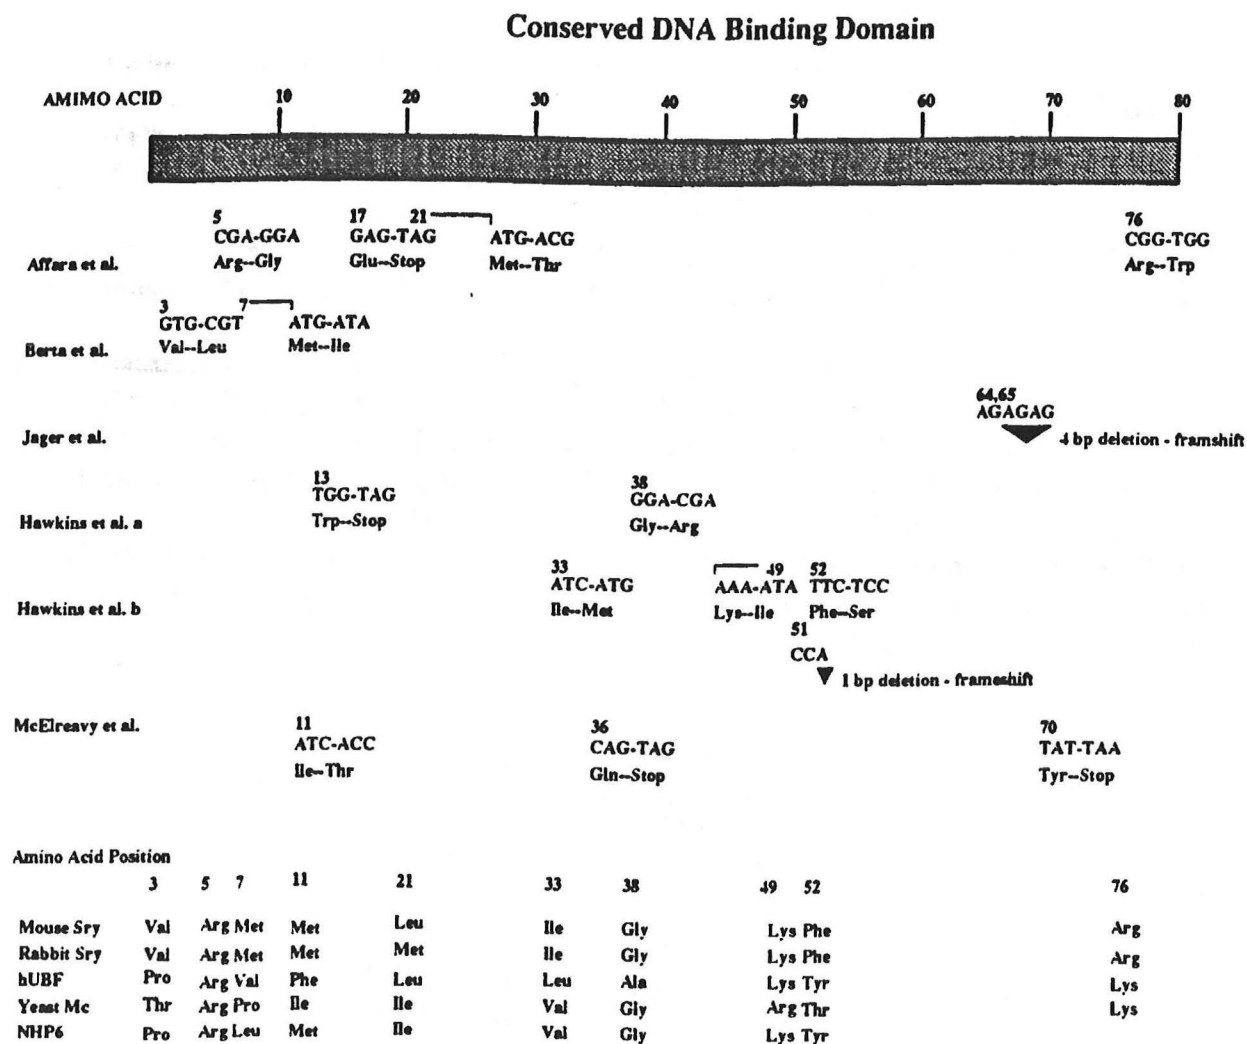 Conserved DNA Binding Domain
AMIMO ACID 10 20 30 40 50 60 70 80
5 17 21 76
CGA-GGA GAG-TAG ATG-ACG CGG-TGG
Affara et al. Arg--Gly Glu--Stop Met--Thr Arg--Trp
3 7
GTG-CGT ATG-ATA
Berta et al. Val--Leu Met--Ile
64,65
AGAGAG
Jager et al. 4 bp deletion - framshift
13 38
TGG-TAG GGA-CGA
Hawkins et al. a Trp--Stop Gly--Arg
33 49 52
ATC-ATG AAA-ATA TTC-TCC
Hawkins et al. b Ile--Met Lys--Ile Phe--Ser
51
CCA
1 bp deletion - frameshift
McElreavy et al. 11 36 70
ATC-ACC CAG-TAG TAT-TAA
Ile--Thr Gln--Stop Tyr--Stop
Amino Acid Position
3 5 7 11 21 33 38 49 52 76
Mouse Sry Val Arg Met Met Leu Ile Gly Lys Phe Arg
Rabbit Sry Val Arg Met Met Met Ile Gly Lys Phe Arg
hUBF Pro Arg Val Phe Leu Leu Ala Lys Tyr Lys
Yeast Mc Thr Arg Pro Ile Ile Val Gly Arg Thr Lys
NHP6 Pro Arg Leu Met Ile Val Gly Lys Tyr